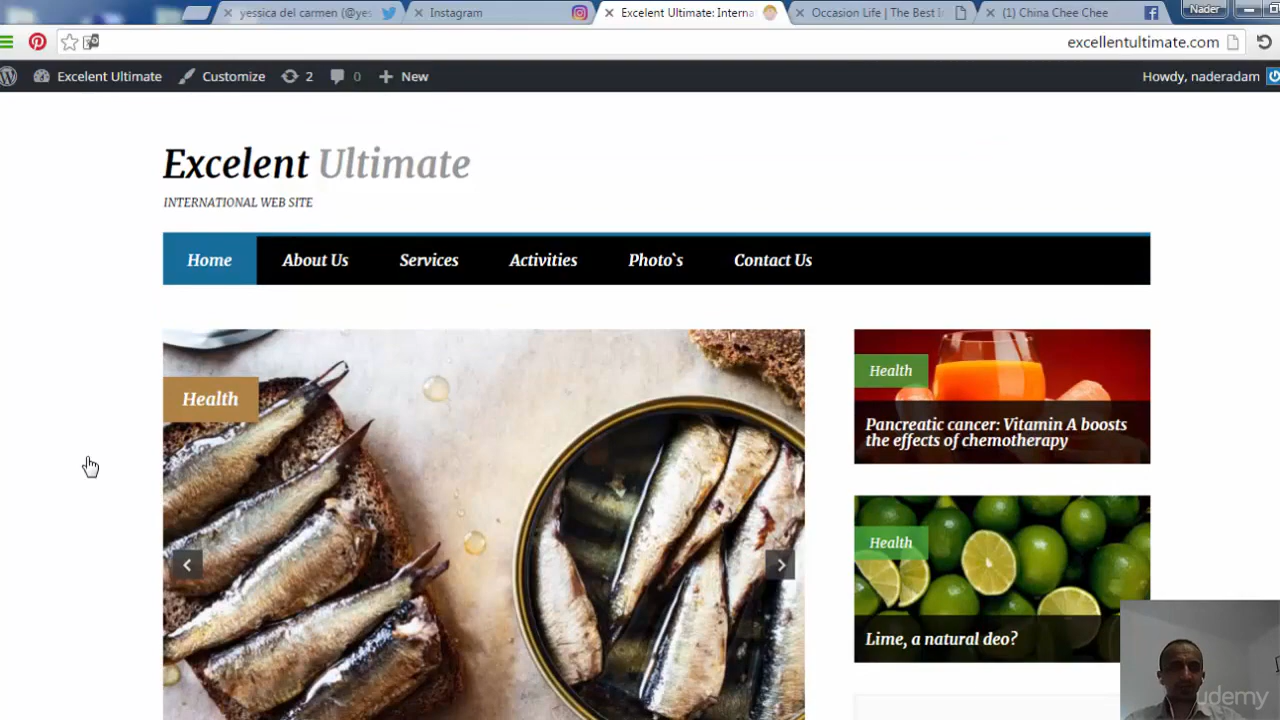 yessica del carmen (@yes
Instagram
Excelent Ultimate: Interna
Occasion Life | The Best I
(1) China Chee Chee
Nader
excellentultimate.com
Excelent Ultimate
Customize
2
0
New
Howdy, naderadam
Excelent Ultimate
INTERNATIONAL WEB SITE
Home
About Us
Services
Activities
Photo`s
Contact Us
Health
Health
Pancreatic cancer: Vitamin A boosts
the effects of chemotherapy
Health
Lime, a natural deo?
udemy